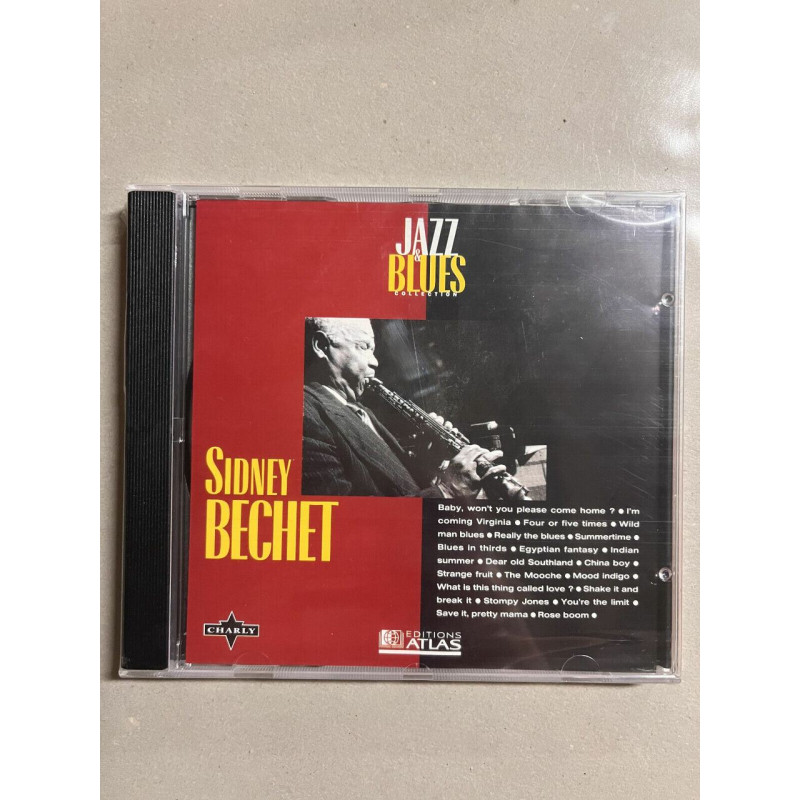 JAZZ
&
BLUES
COLLECTION
SIDNEY
BECHET
Baby, won't you please come home ? ● I'm
coming Virginia ● Four or five times ● Wild
man blues ● Really the blues ● Summertime ●
Blues in thirds ● Egyptian fantasy ● Indian
summer ● Dear old Southland ● China boy ●
Strange fruit ● The Mooche ● Mood indigo ●
What is this thing called love ? ● Shake it and
break it ● Stompy Jones ● You're the limit ●
Save it, pretty mama ● Rose boom ●
CHARLY
EDITIONS
ATLAS